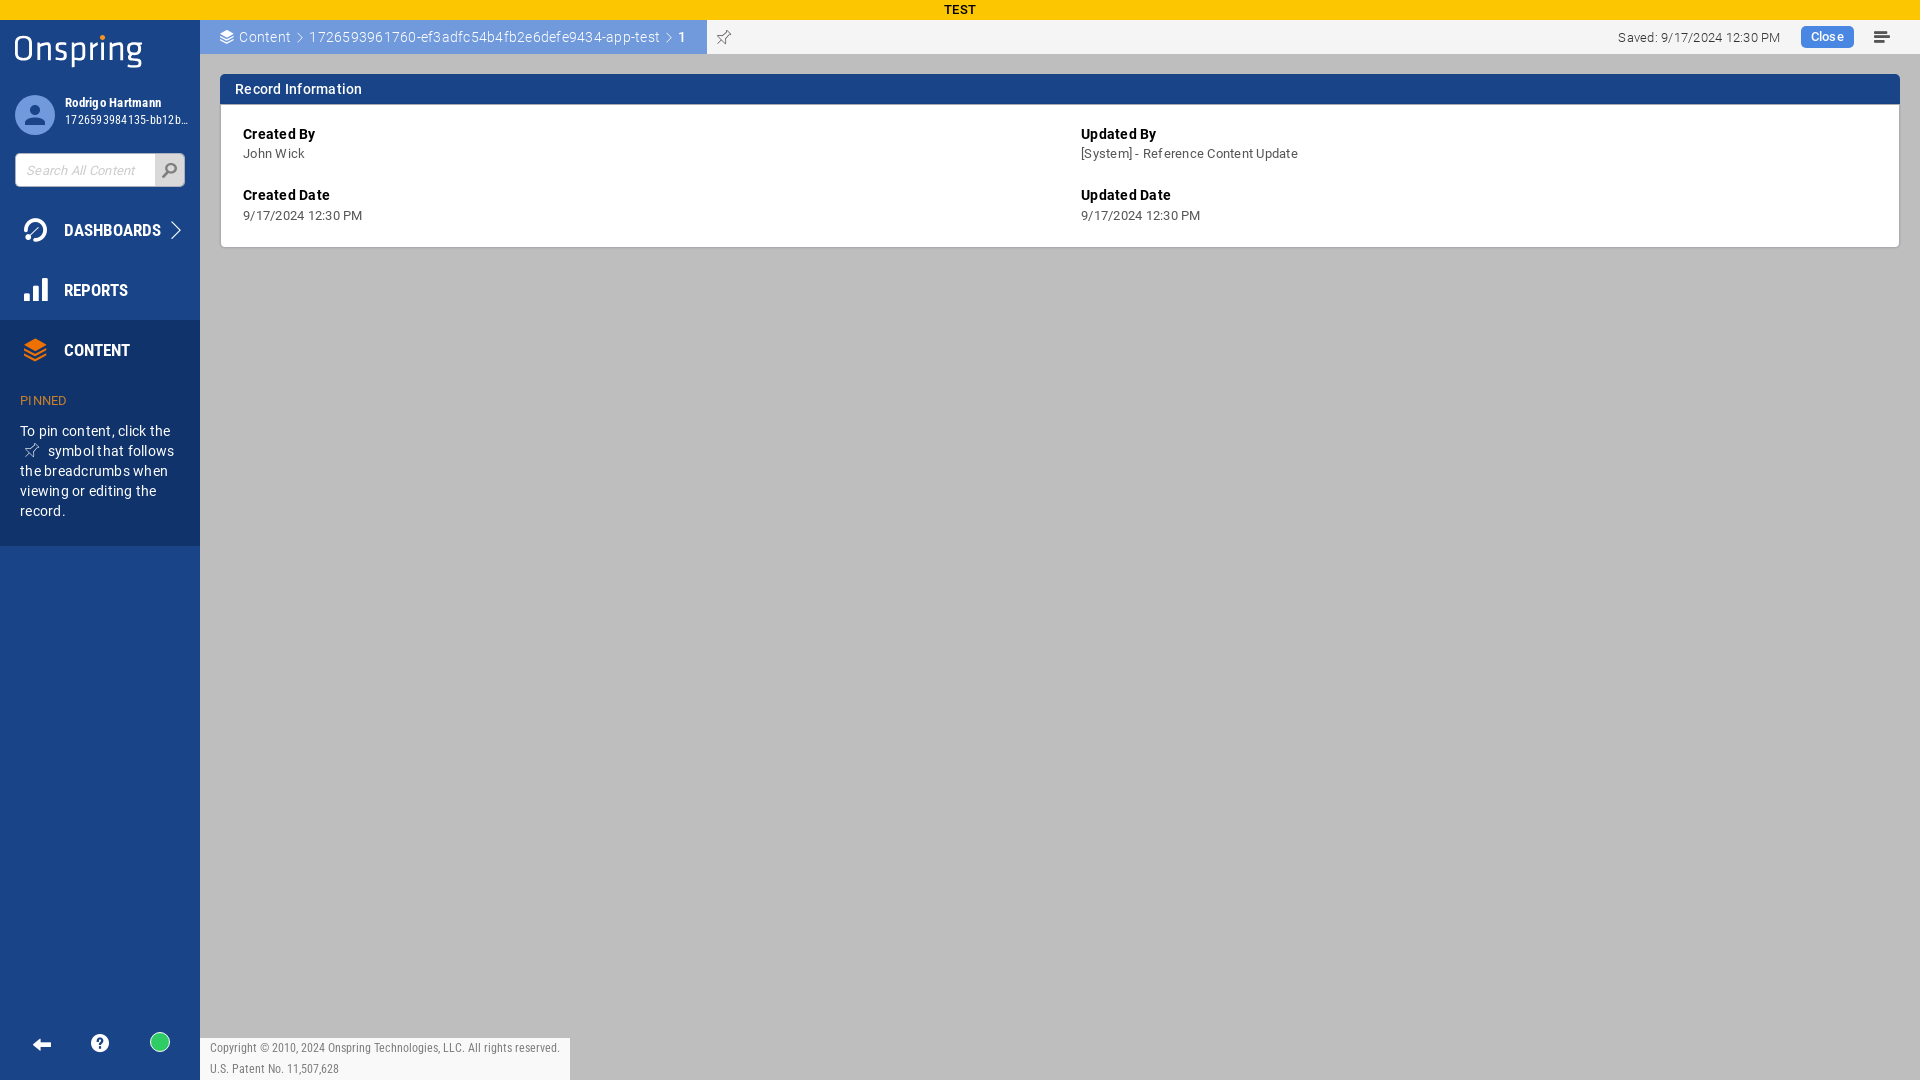 TEST
Onspring
Content
1726593961760-ef3adfc54b4fb2e6defe9434-app-test
1
Saved: 9/17/2024 12:30 PM
Close
Rodrigo Hartmann
1726593984135-bb12b...
Search All Content
DASHBOARDS
REPORTS
CONTENT
PINNED
To pin content, click the
symbol that follows
the breadcrumbs when
viewing or editing the
record.
Record Information
Created By
John Wick
Updated By
[System] - Reference Content Update
Created Date
9/17/2024 12:30 PM
Updated Date
9/17/2024 12:30 PM
Copyright © 2010, 2024 Onspring Technologies, LLC. All rights reserved.
U.S. Patent No. 11,507,628